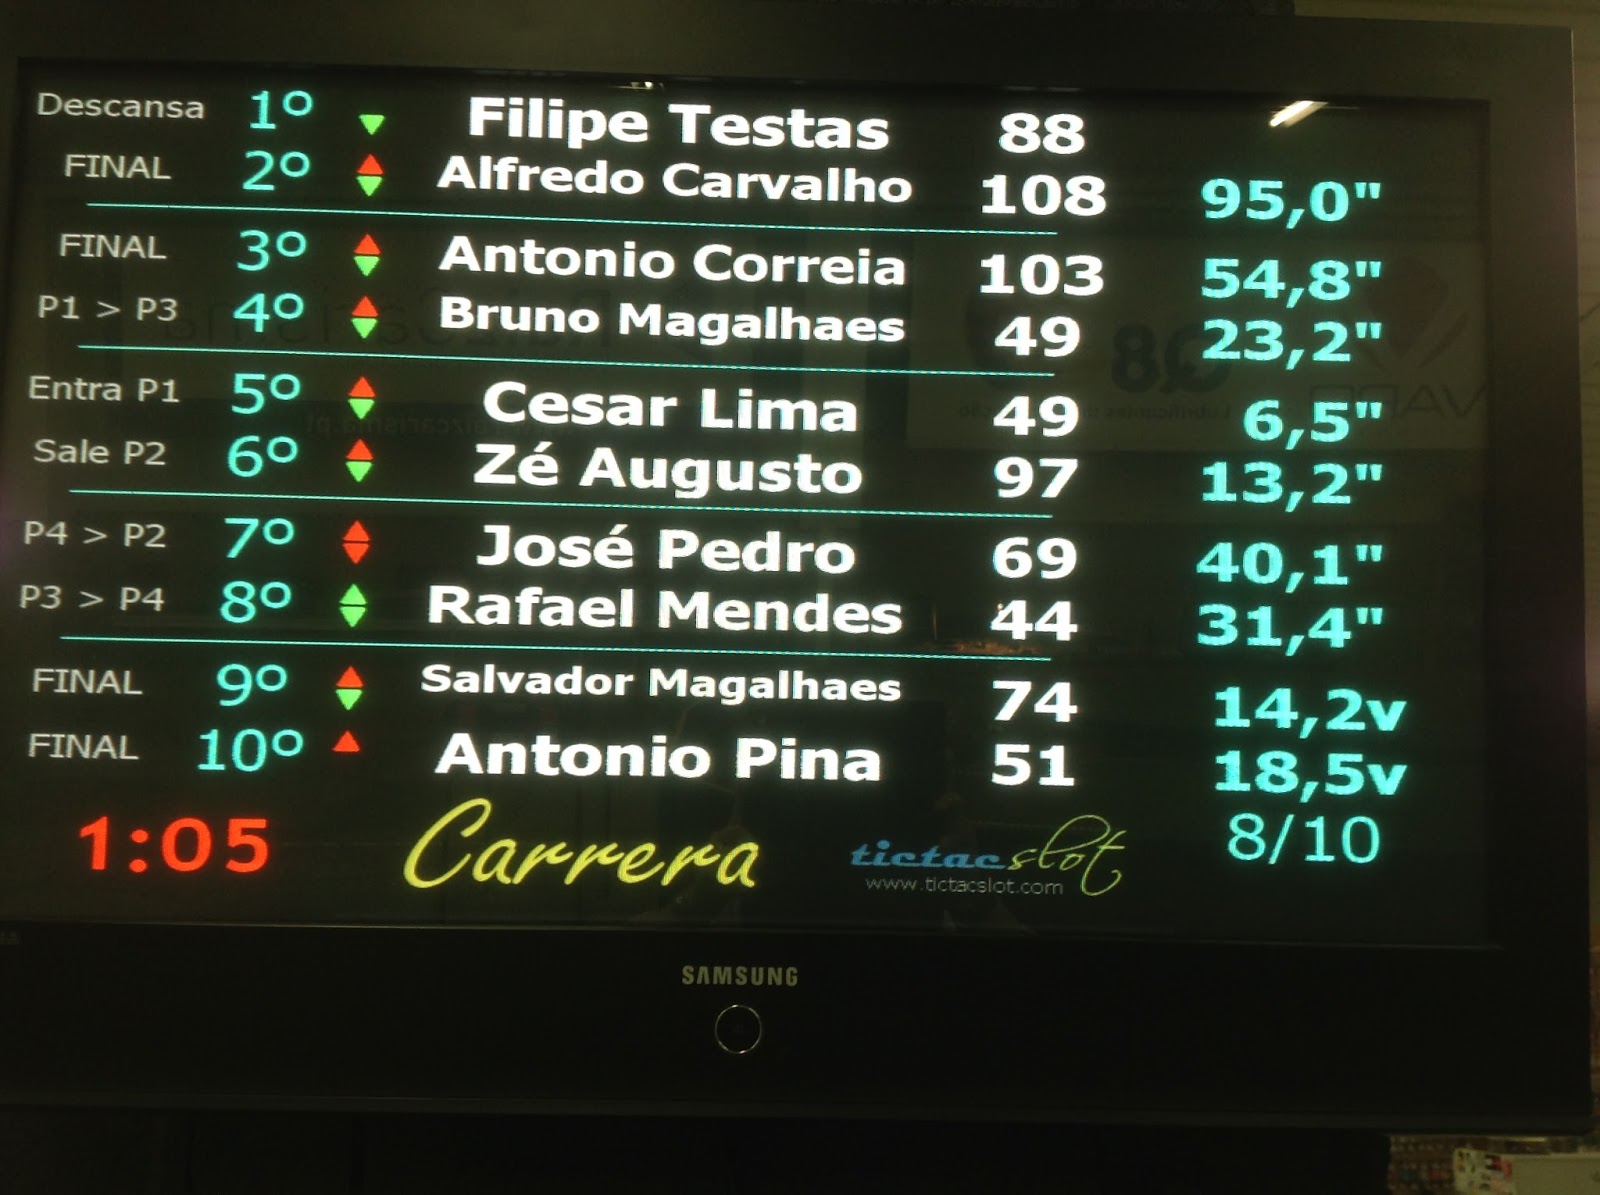 Descansa 1º Filipe Testas 88
FINAL 2º Alfredo Carvalho 108 95,0"
FINAL 3º Antonio Correia 103 54,8"
P1 > P3 4º Bruno Magalhaes 49 23,2"
Entra P1 5º Cesar Lima 49 6,5"
Sale P2 6º Zé Augusto 97 13,2"
P4 > P2 7º José Pedro 69 40,1"
P3 > P4 8º Rafael Mendes 44 31,4"
FINAL 9º Salvador Magalhaes 74 14,2v
FINAL 10º Antonio Pina 51 18,5v
1:05 Carrera tictacslot 8/10
www.tictacslot.com
SAMSUNG